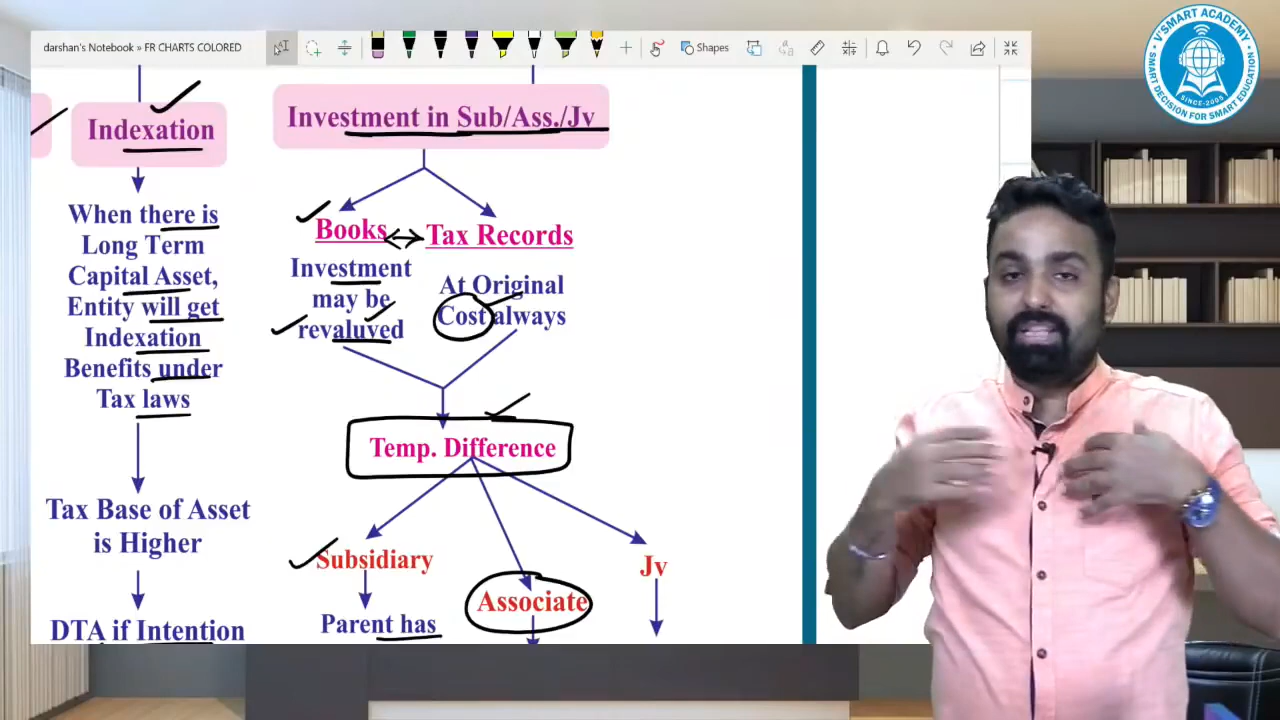 darshan's Notebook » FR CHARTS COLORED
Shapes
V'SMART ACADEMY
SINCE-2005
SMART DECISION FOR SMART EDUCATION
Indexation
When there is
Long Term
Capital Asset,
Entity will get
Indexation
Benefits under
Tax laws
Tax Base of Asset
is Higher
DTA if Intention
Investment in Sub/Ass./Jv
Books
Investment
may be
revaluved
Tax Records
At Original
Cost always
Temp. Difference
Subsidiary
Parent has
Associate
Jv